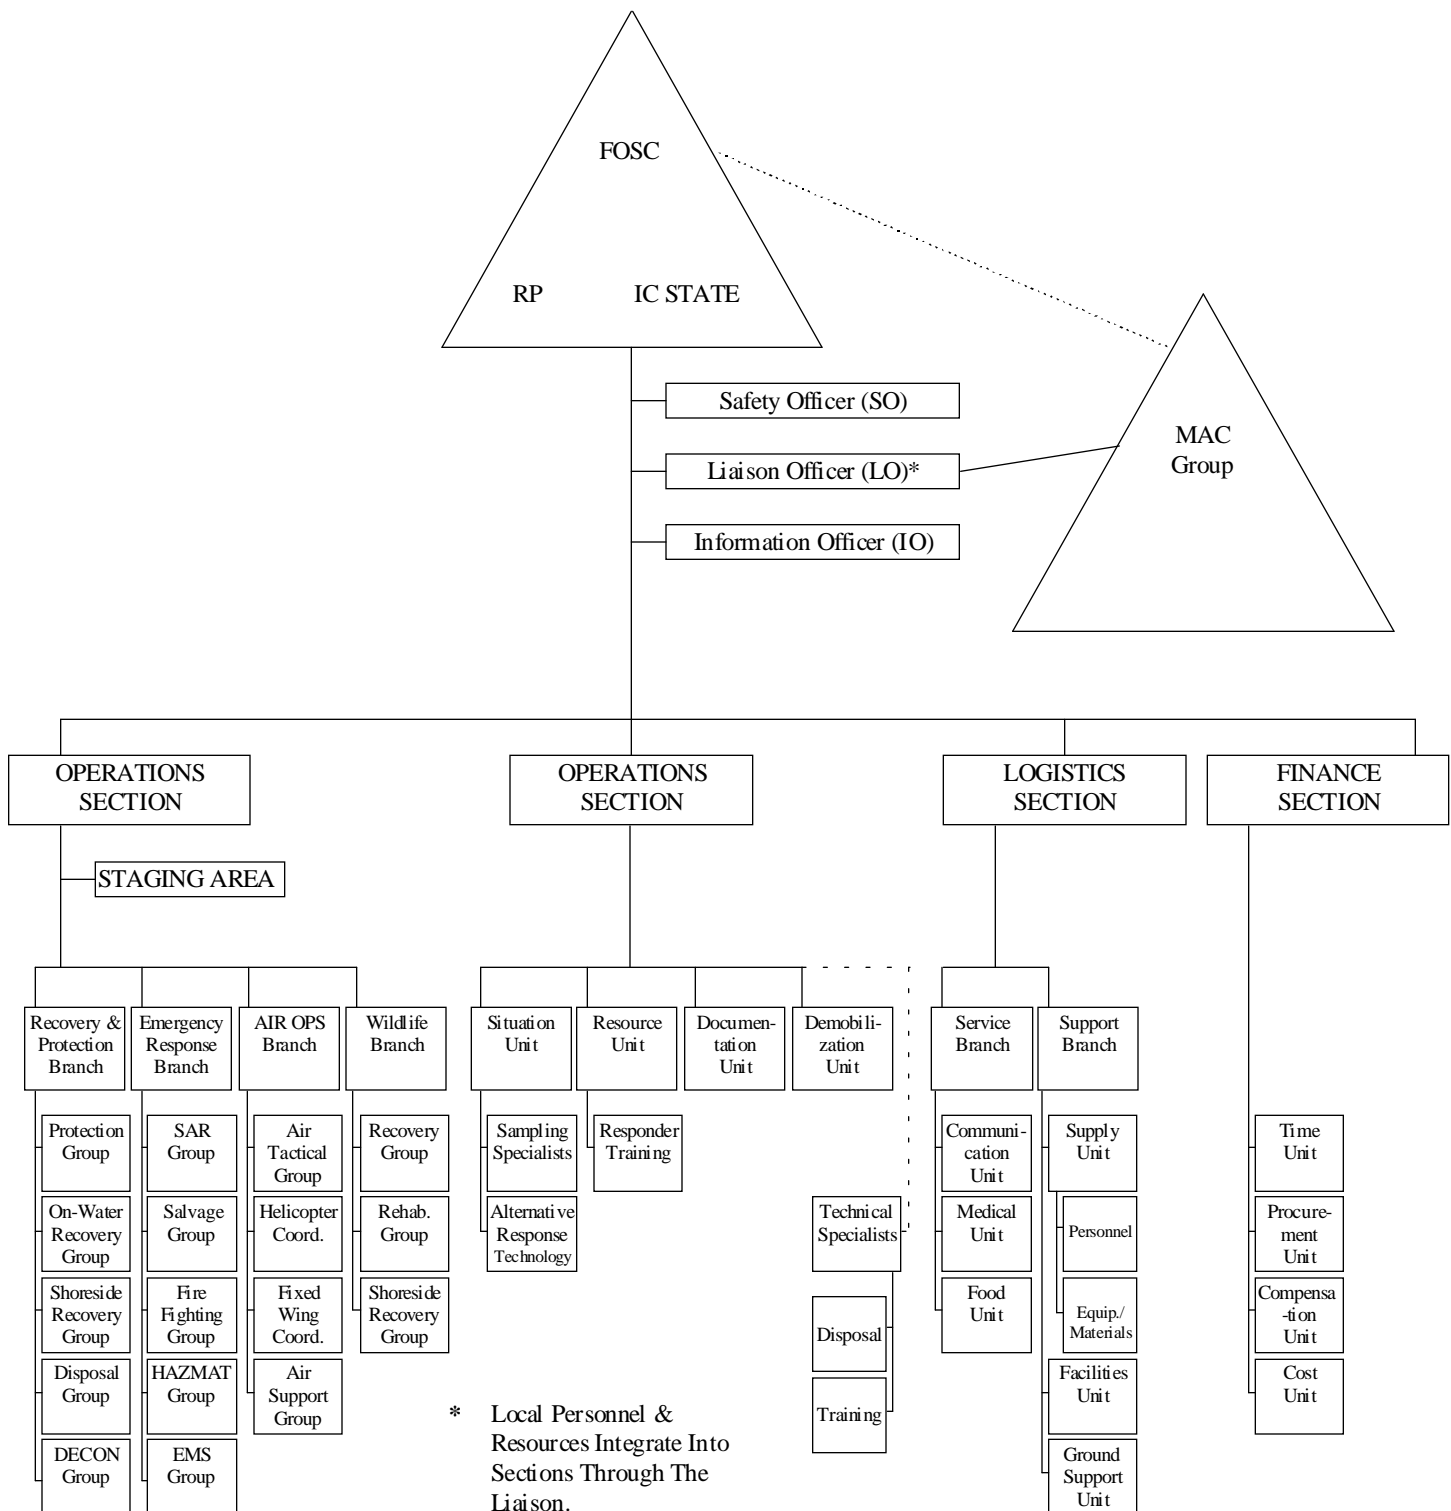 FOSC
RP
IC STATE
MAC
Group
Safety Officer (SO)
Liaison Officer (LO)*
Information Officer (IO)
OPERATIONS
SECTION
OPERATIONS
SECTION
LOGISTICS
SECTION
FINANCE
SECTION
STAGING AREA
Recovery &
Protection
Branch
Emergency
Response
Branch
AIR OPS
Branch
Wildlife
Branch
Situation
Unit
Resource
Unit
Documen-
tation
Unit
Demobili-
zation
Unit
Service
Branch
Support
Branch
Protection
Group
On-Water
Recovery
Group
Shoreside
Recovery
Group
Disposal
Group
DECON
Group
SAR
Group
Salvage
Group
Fire
Fighting
Group
HAZMAT
Group
EMS
Group
Air
Tactical
Group
Helicopter
Coord.
Fixed
Wing
Coord.
Air
Support
Group
Recovery
Group
Rehab.
Group
Shoreside
Recovery
Group
Sampling
Specialists
Alternative
Response
Technology
Responder
Training
Technical
Specialists
Disposal
Training
Communi-
cation
Unit
Medical
Unit
Food
Unit
Supply
Unit
Personnel
Equip./
Materials
Facilities
Unit
Ground
Support
Unit
Time
Unit
Procure-
ment
Unit
Compensa
-tion
Unit
Cost
Unit
* Local Personnel &
Resources Integrate Into
Sections Through The
Liaison.